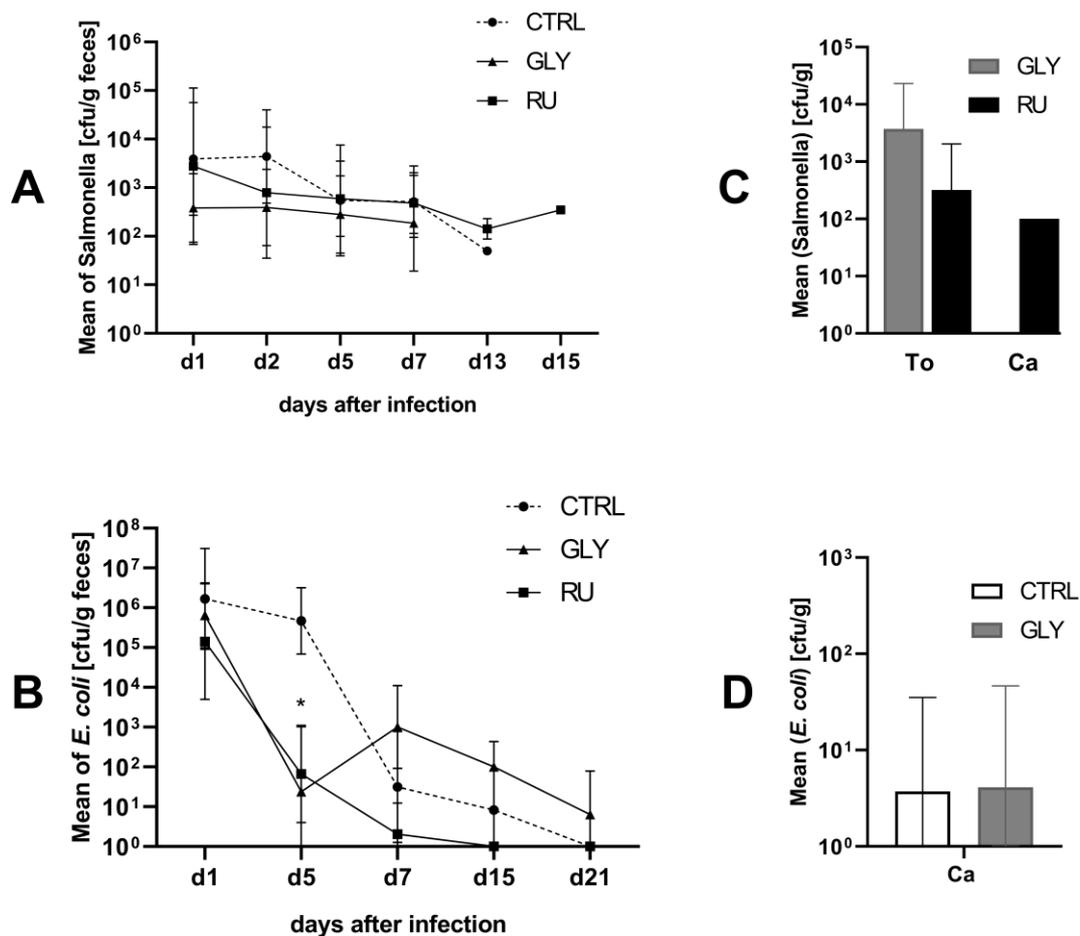 A
Mean of Salmonella [cfu/g feces]
10⁶
10⁵
10⁴
10³
10²
10¹
10⁰
CTRL
GLY
RU
d1 d2 d5 d7 d13 d15
days after infection
C
Mean (Salmonella) [cfu/g]
10⁵
10⁴
10³
10²
10¹
10⁰
GLY
RU
To Ca
B
Mean of E. coli [cfu/g feces]
10⁸
10⁷
10⁶
10⁵
10⁴
10³
10²
10¹
10⁰
CTRL
GLY
RU
*
d1 d5 d7 d15 d21
days after infection
D
Mean (E. coli) [cfu/g]
10³
10²
10¹
10⁰
CTRL
GLY
Ca